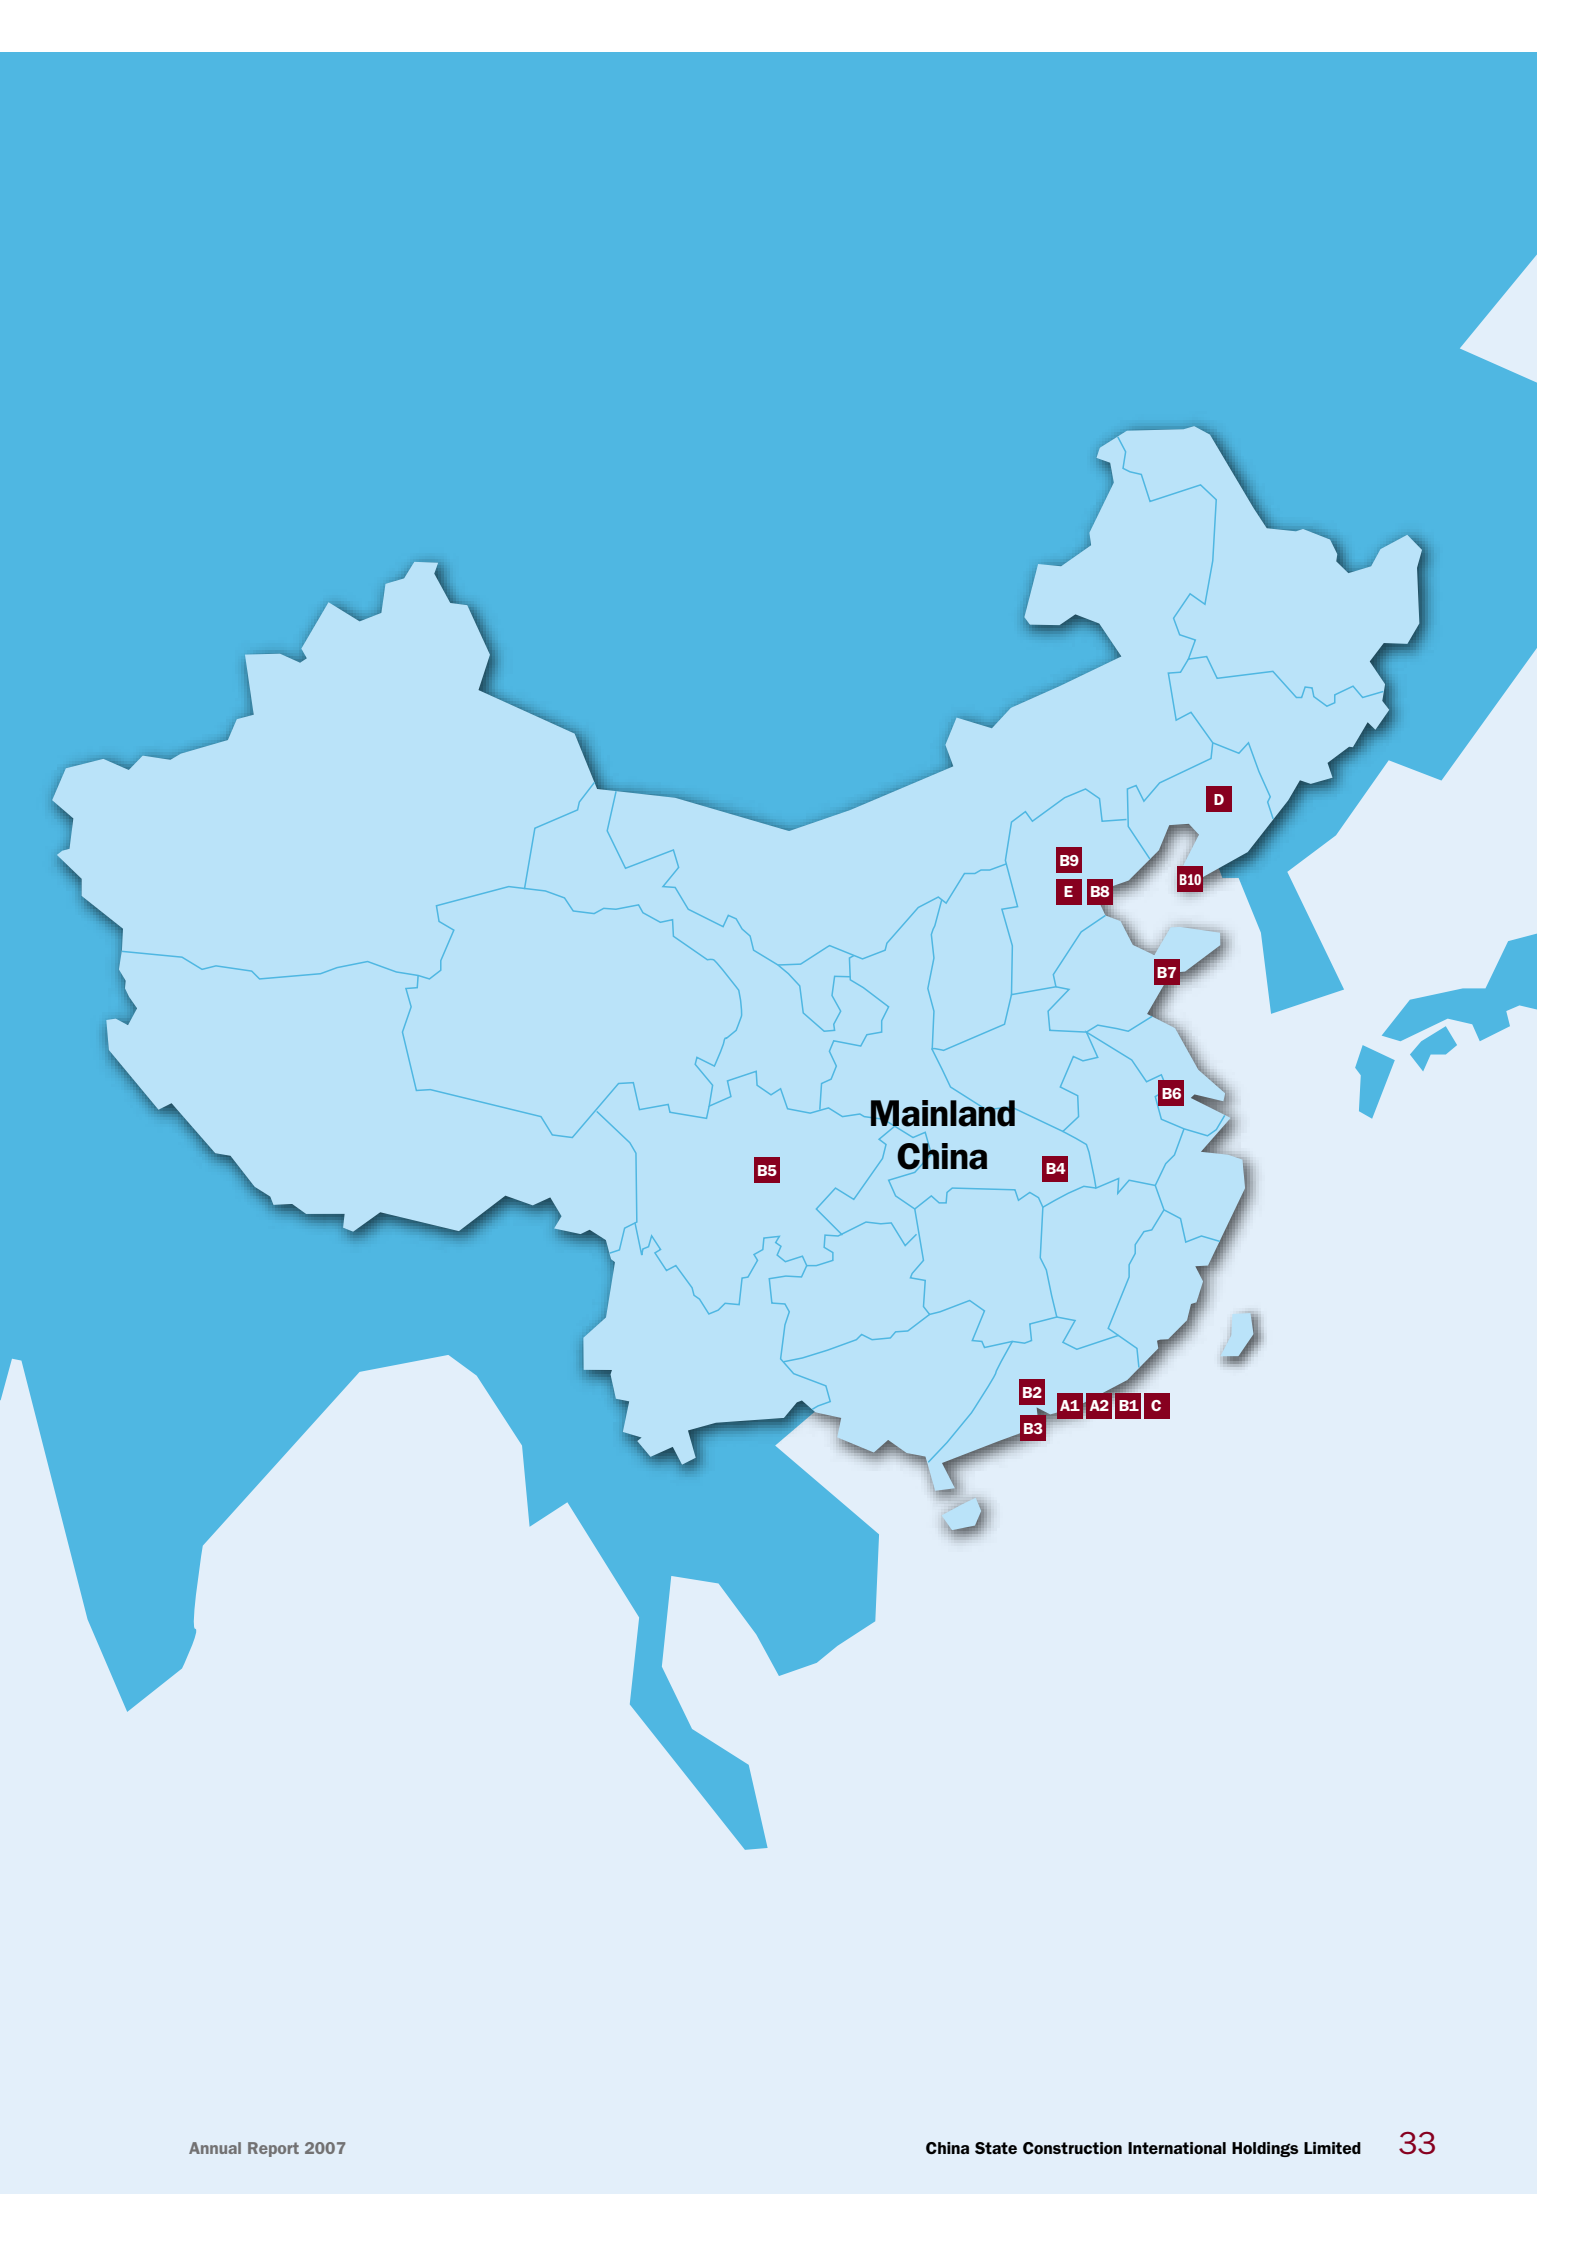 D
B9
E B8
B10
B7
B6
Mainland
China
B5
B4
B2
A1 A2 B1 C
B3
Annual Report 2007
China State Construction International Holdings Limited 33